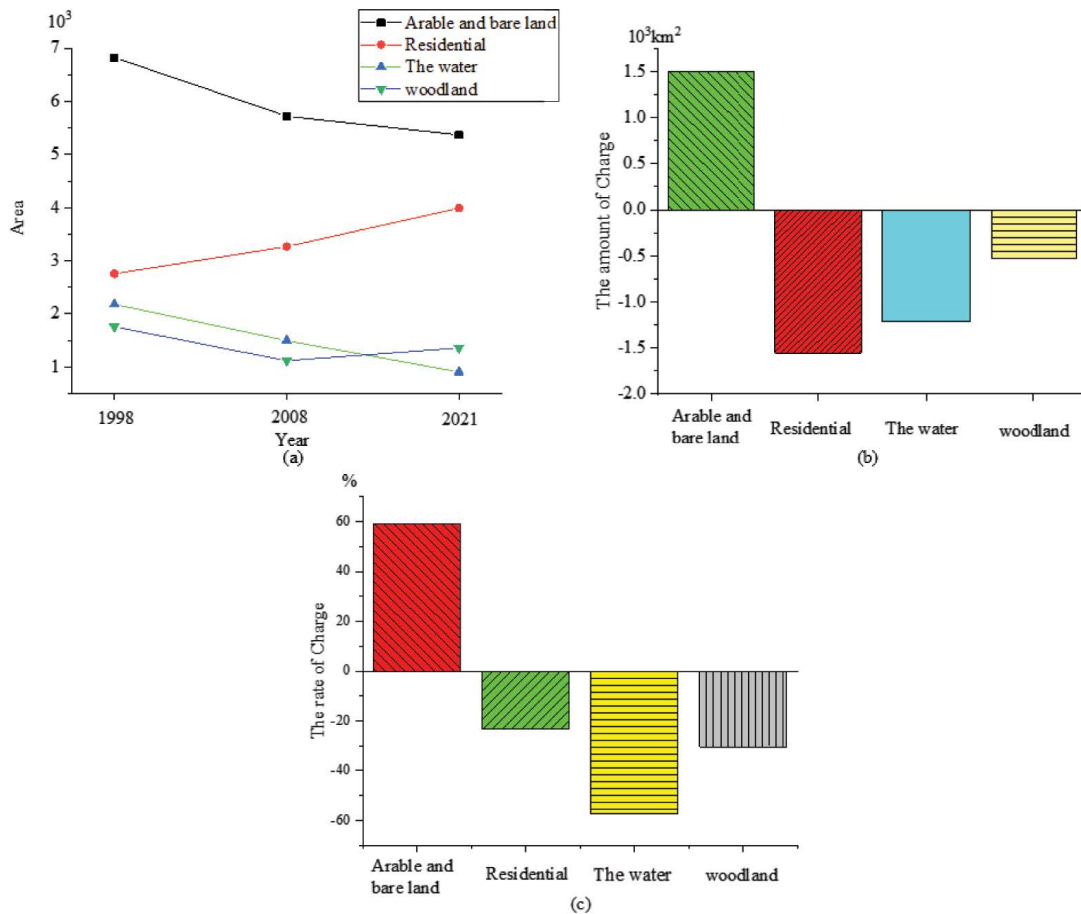 10³
7
6
5
4
3
2
1
Area
1998
2008
2021
Year
(a)
Arable and bare land
Residential
The water
woodland
10³km²
1.5
1.0
0.5
0.0
-0.5
-1.0
-1.5
-2.0
The amount of Charge
Arable and
bare land
Residential
The water
woodland
(b)
%
60
40
20
0
-20
-40
-60
The rate of Charge
Arable and
bare land
Residential
The water
woodland
(c)